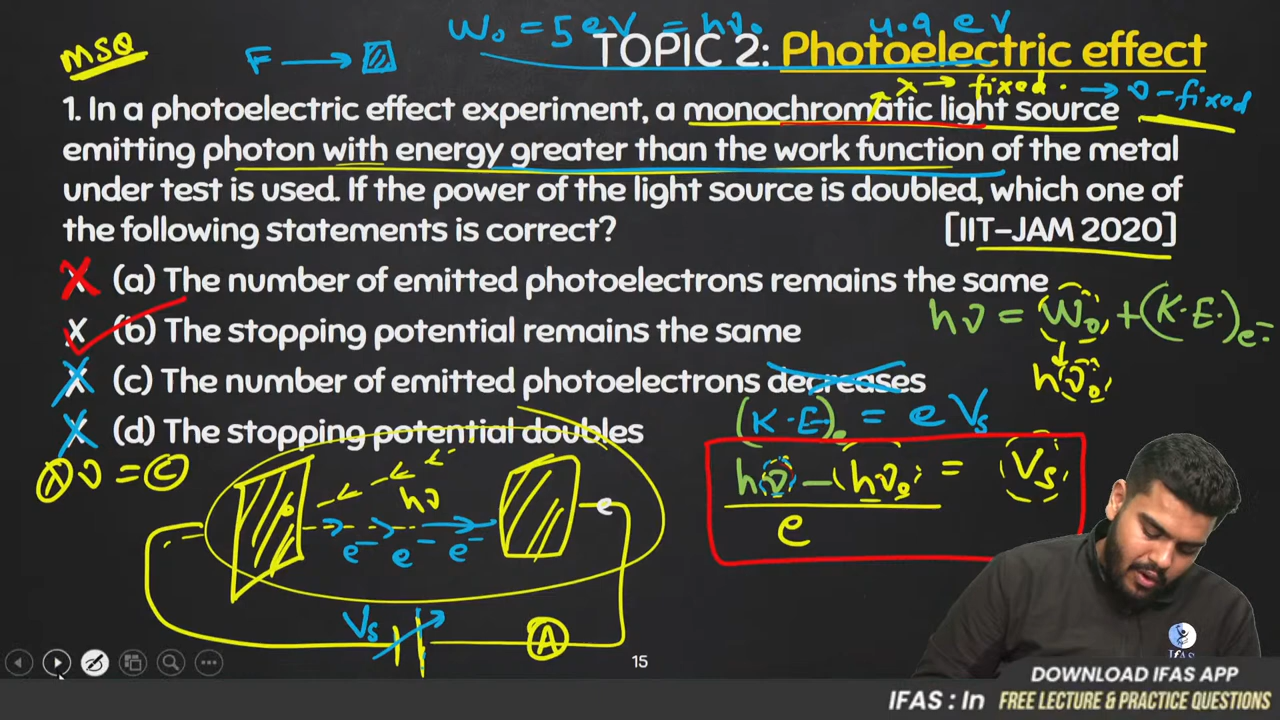 MSQ
F →
W₀ = 5 eV = hν₀
4.9 eV
TOPIC 2: Photoelectric effect
λ → fixed. → ν - fixed
1. In a photoelectric effect experiment, a monochromatic light source
emitting photon with energy greater than the work function of the metal
under test is used. If the power of the light source is doubled, which one of
the following statements is correct?
[IIT-JAM 2020]
(a) The number of emitted photoelectrons remains the same
(b) The stopping potential remains the same
(c) The number of emitted photoelectrons decreases
(d) The stopping potential doubles
hν = W₀ + (K.E.)e-
hν₀
(K.E.)e = e Vs
hν - (hν₀) = Vs
e
λν = c
hν
e- e- e-
e
Vs
A
15
ifas
DOWNLOAD IFAS APP
IFAS : In FREE LECTURE & PRACTICE QUESTIONS